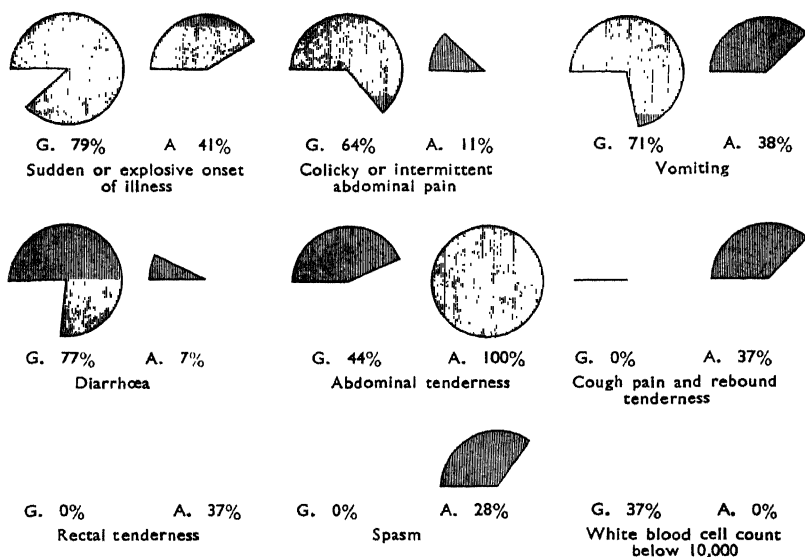 G. 79% A 41%
Sudden or explosive onset
of illness
G. 64% A. 11%
Colicky or intermittent
abdominal pain
G. 71% A. 38%
Vomiting
G. 77% A. 7%
Diarrhœa
G. 44% A. 100%
Abdominal tenderness
G. 0% A. 37%
Cough pain and rebound
tenderness
G. 0% A. 37%
Rectal tenderness
G. 0% A. 28%
Spasm
G. 37% A. 0%
White blood cell count
below 10,000